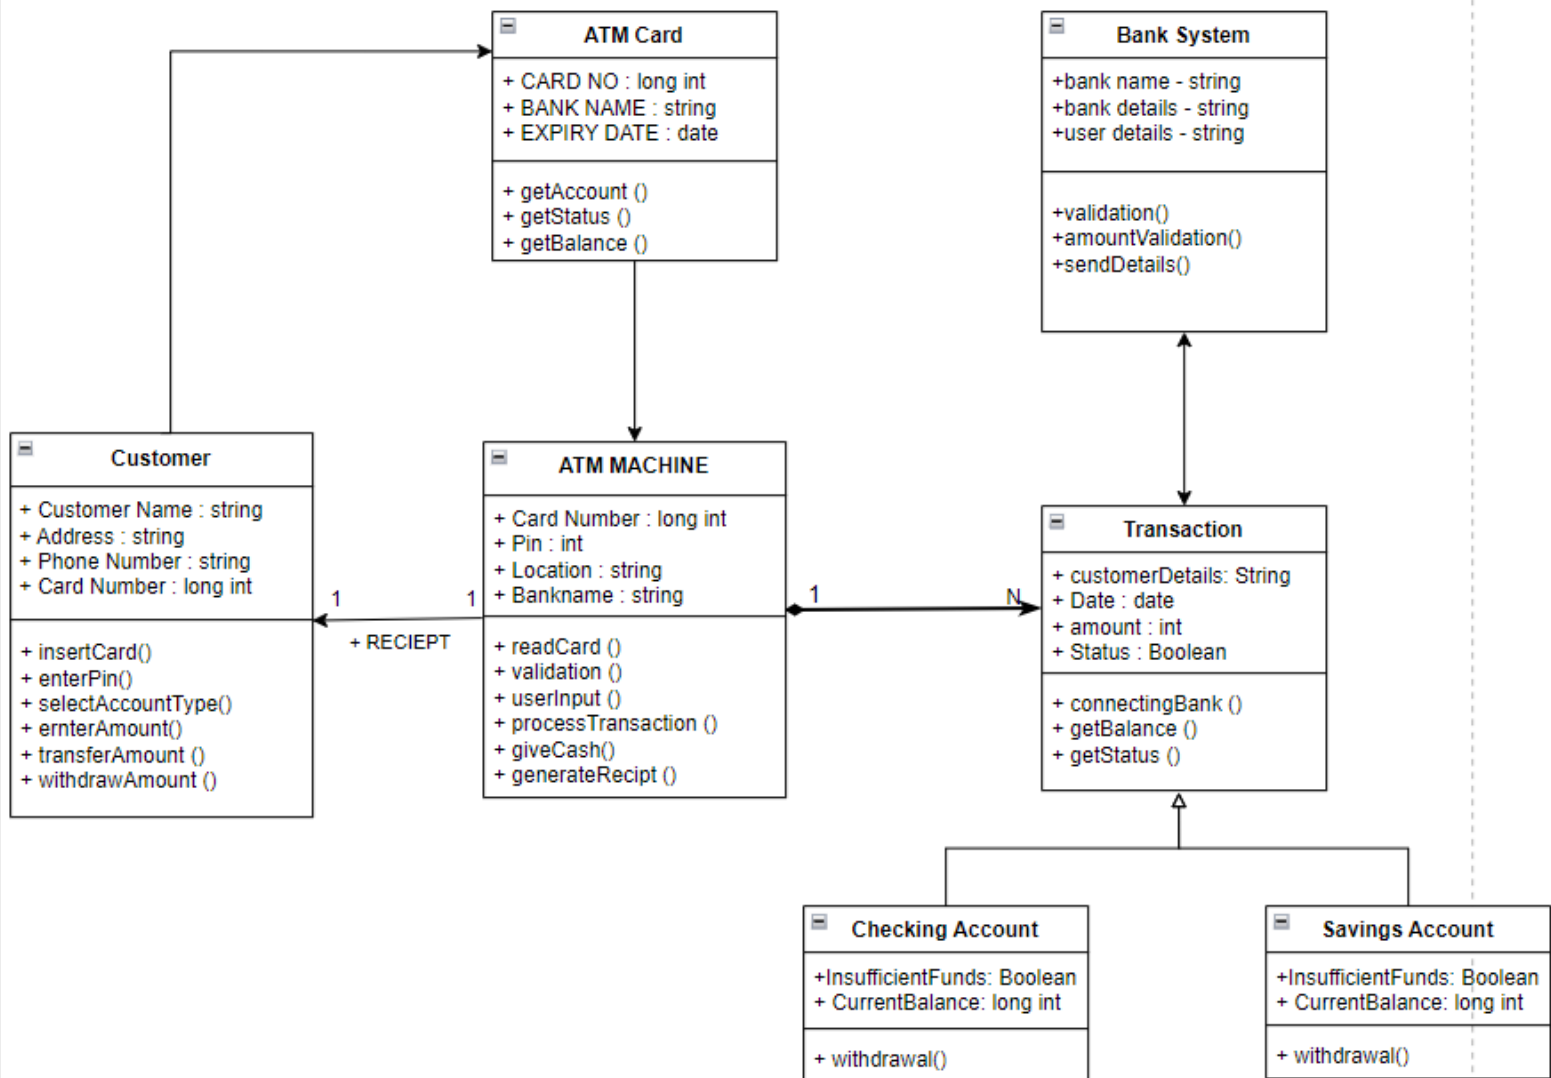 ATM Card
+ CARD NO : long int
+ BANK NAME : string
+ EXPIRY DATE : date
+ getAccount ()
+ getStatus ()
+ getBalance ()
Bank System
+bank name - string
+bank details - string
+user details - string
+validation()
+amountValidation()
+sendDetails()
Customer
+ Customer Name : string
+ Address : string
+ Phone Number : string
+ Card Number : long int
+ insertCard()
+ enterPin()
+ selectAccountType()
+ ernterAmount()
+ transferAmount ()
+ withdrawAmount ()
1
1
+ RECIEPT
ATM MACHINE
+ Card Number : long int
+ Pin : int
+ Location : string
+ Bankname : string
+ readCard ()
+ validation ()
+ userInput ()
+ processTransaction ()
+ giveCash()
+ generateRecipt ()
1
N
Transaction
+ customerDetails: String
+ Date : date
+ amount : int
+ Status : Boolean
+ connectingBank ()
+ getBalance ()
+ getStatus ()
Checking Account
+InsufficientFunds: Boolean
+ CurrentBalance: long int
+ withdrawal()
Savings Account
+InsufficientFunds: Boolean
+ CurrentBalance: long int
+ withdrawal()